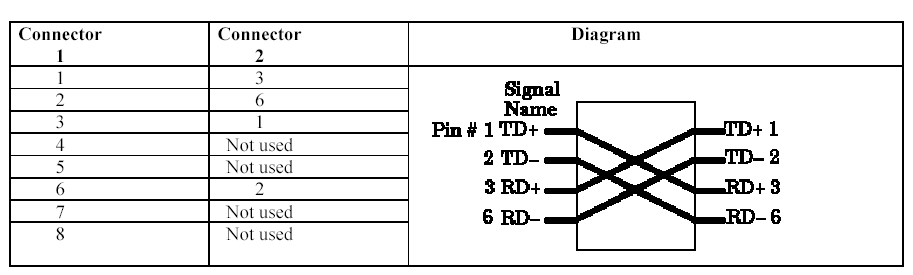 Connector 1 Connector 2 Diagram
1 3
2 6
3 1
4 Not used
5 Not used
6 2
7 Not used
8 Not used
Signal
Name
Pin # 1 TD+ TD+ 1
2 TD– TD– 2
3 RD+ RD+ 3
6 RD– RD– 6